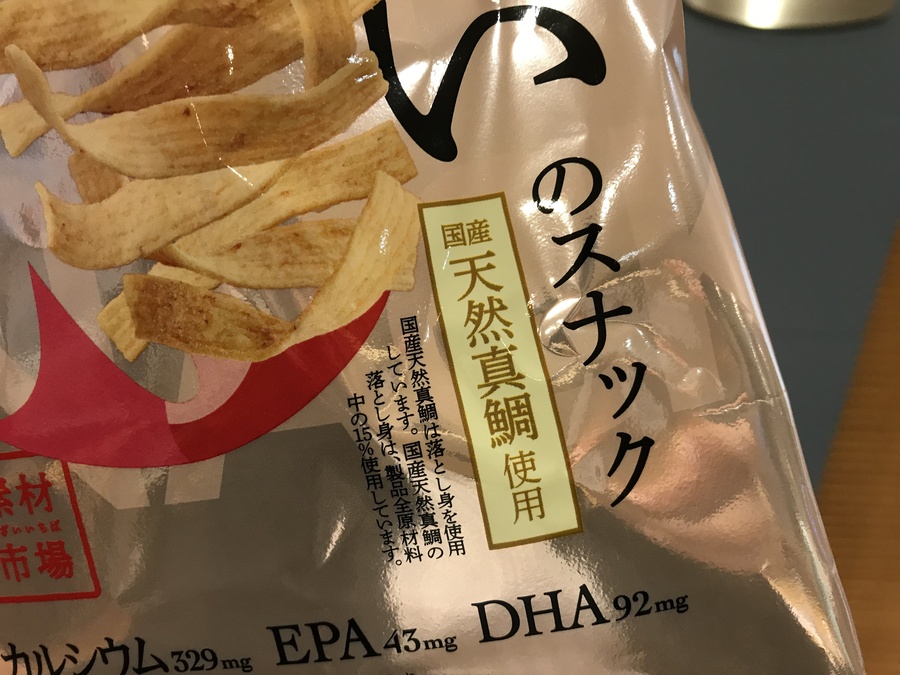 い
のスナック
国産
天然真鯛
使用
国産天然真鯛は落とし身を使用
しています。国産天然真鯛の
落とし身は、製品全原材料
中の15%使用しています。
素材
市場
カルシウム329mg EPA43mg DHA92mg